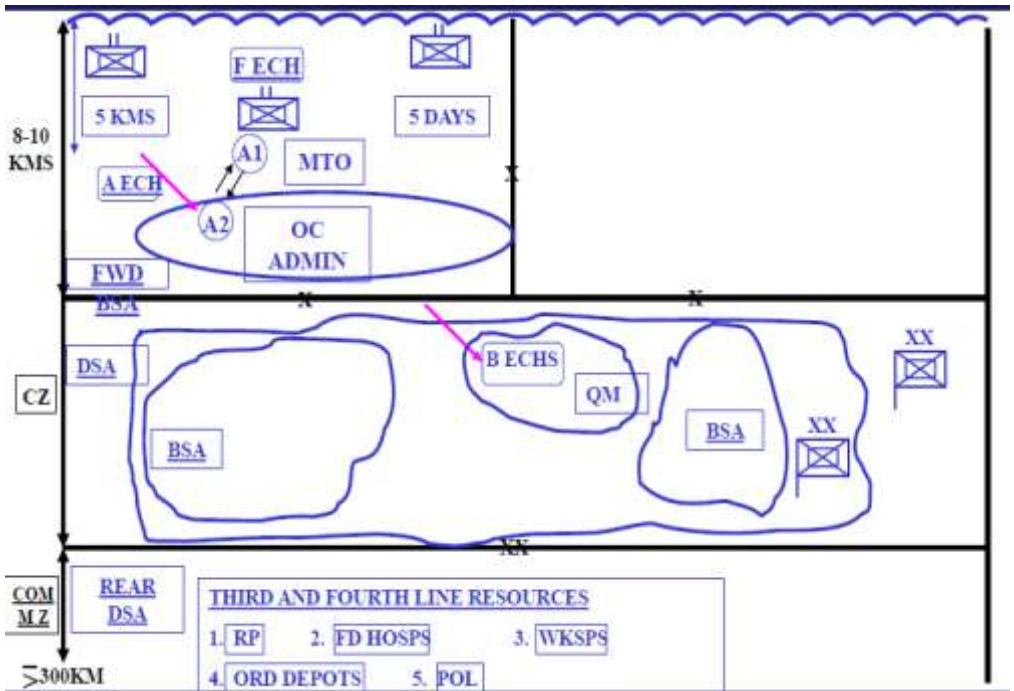 F ECH
5 KMS
5 DAYS
8-10
KMS
A1
MTO
X
A ECH
A2
OC
ADMIN
FWD
BSA
X
X
DSA
B ECHS
XX
CZ
QM
BSA
XX
BSA
XX
COM
M Z
REAR
DSA
THIRD AND FOURTH LINE RESOURCES
1. RP 2. FD HOSPS 3. WKSPS
≥300KM
4. ORD DEPOTS 5. POL